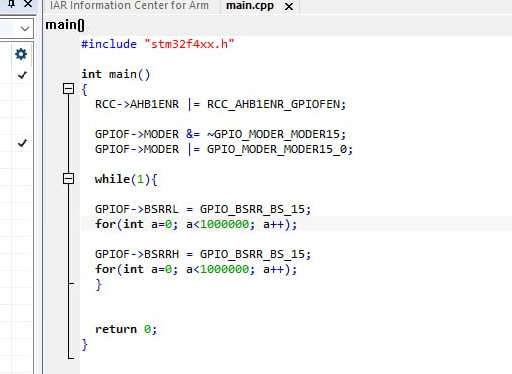 IAR Information Center for Arm main.cpp
main()
#include "stm32f4xx.h"
int main()
{
RCC->AHB1ENR |= RCC_AHB1ENR_GPIOFEN;
GPIOF->MODER &= ~GPIO_MODER_MODER15;
GPIOF->MODER |= GPIO_MODER_MODER15_0;
while(1){
GPIOF->BSRRL = GPIO_BSRR_BS_15;
for(int a=0; a<1000000; a++);
GPIOF->BSRRH = GPIO_BSRR_BS_15;
for(int a=0; a<1000000; a++);
}
return 0;
}